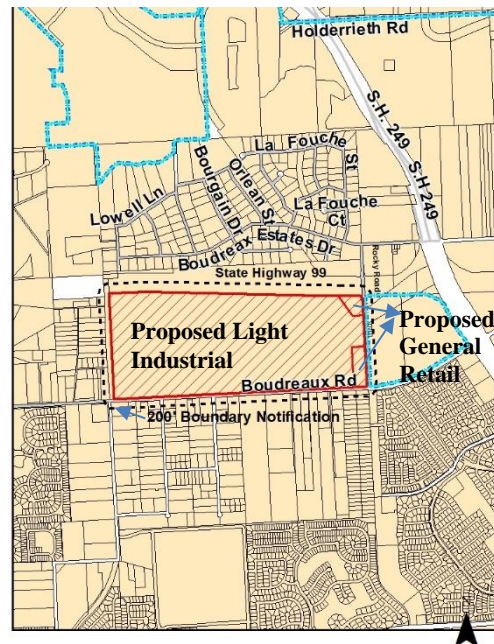 Holderrieth Rd
S.H. 249
S-H 249
La Fouche
St
Orlean St
Bourgain Dr
Lowell Ln
La Fouche
Ct
Boudreax Estates Dr
State Highway 99
Rocky Road
Proposed Light
Industrial
Proposed
General
Retail
Boudreaux Rd
200' Boundary Notification